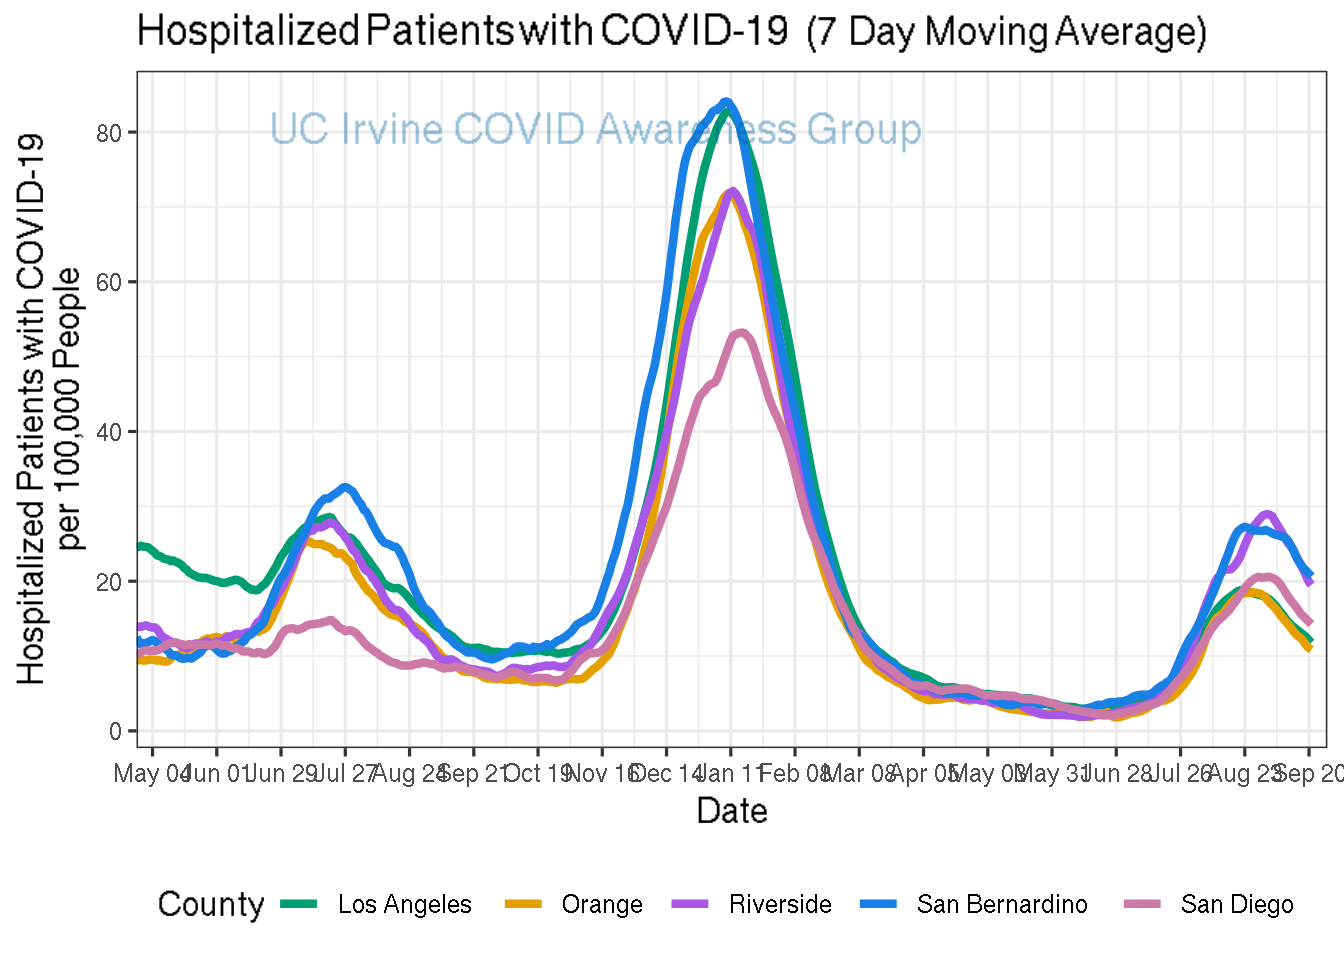 Hospitalized Patients with COVID-19 (7 Day Moving Average)
UC Irvine COVID Awareness Group
Hospitalized Patients with COVID-19
per 100,000 People
80
60
40
20
0
May 04 Jun 01 Jun 29 Jul 27 Aug 24 Sep 21 Oct 19 Nov 16 Dec 14 Jan 11 Feb 08 Mar 08 Apr 05 May 03 May 31 Jun 28 Jul 26 Aug 23 Sep 20
Date
County Los Angeles Orange Riverside San Bernardino San Diego